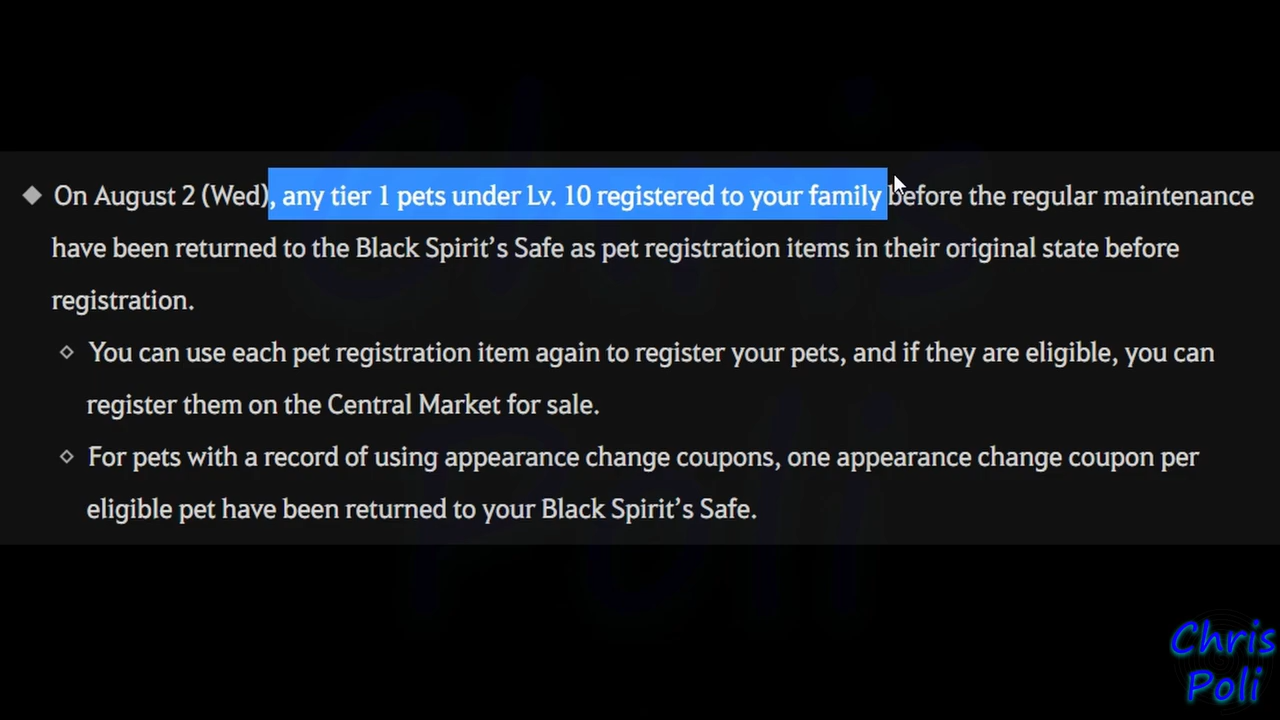 On August 2 (Wed), any tier 1 pets under Lv. 10 registered to your family before the regular maintenance
have been returned to the Black Spirit’s Safe as pet registration items in their original state before
registration.
You can use each pet registration item again to register your pets, and if they are eligible, you can
register them on the Central Market for sale.
For pets with a record of using appearance change coupons, one appearance change coupon per
eligible pet have been returned to your Black Spirit’s Safe.
Chris
Poli